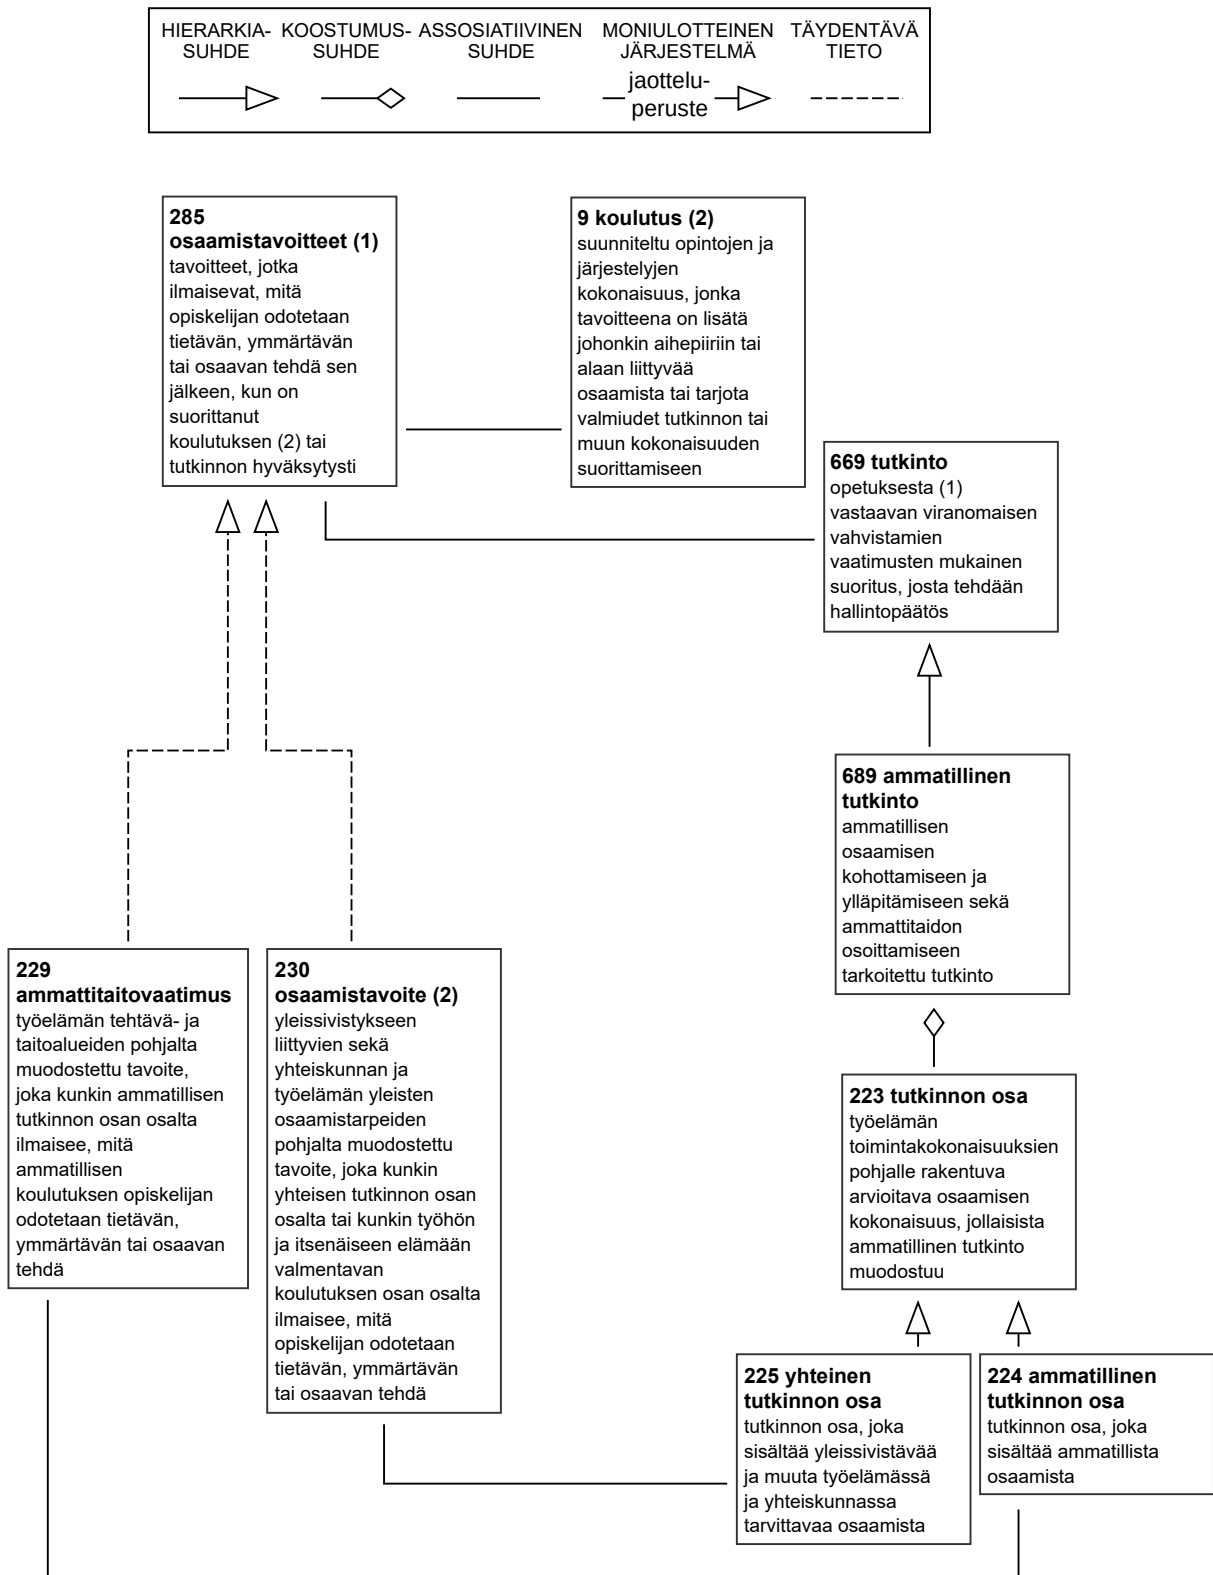 HIERARKIA-
SUHDE
KOOSTUMUS-
SUHDE
ASSOSIATIIVINEN
SUHDE
MONIULOTTEINEN
JÄRJESTELMÄ
jaottelu-
peruste
TÄYDENTÄVÄ
TIETO
285
osaamistavoitteet (1)
tavoitteet, jotka
ilmaisevat, mitä
opiskelijan odotetaan
tietävän, ymmärtävän
tai osaavan tehdä sen
jälkeen, kun on
suorittanut
koulutuksen (2) tai
tutkinnon hyväksytysti
9 koulutus (2)
suunniteltu opintojen ja
järjestelyjen
kokonaisuus, jonka
tavoitteena on lisätä
johonkin aihepiiriin tai
alaan liittyvää
osaamista tai tarjota
valmiudet tutkinnon tai
muun kokonaisuuden
suorittamiseen
669 tutkinto
opetuksesta (1)
vastaavan viranomaisen
vahvistamien
vaatimusten mukainen
suoritus, josta tehdään
hallintopäätös
689 ammatillinen
tutkinto
ammatillisen
osaamisen
kohottamiseen ja
ylläpitämiseen sekä
ammattitaidon
osoittamiseen
tarkoitettu tutkinto
229
ammattitaitovaatimus
työelämän tehtävä- ja
taitoalueiden pohjalta
muodostettu tavoite,
joka kunkin ammatillisen
tutkinnon osan osalta
ilmaisee, mitä
ammatillisen
koulutuksen opiskelijan
odotetaan tietävän,
ymmärtävän tai osaavan
tehdä
230
osaamistavoite (2)
yleissivistykseen
liittyvien sekä
yhteiskunnan ja
työelämän yleisten
osaamistarpeiden
pohjalta muodostettu
tavoite, joka kunkin
yhteisen tutkinnon osan
osalta tai kunkin työhön
ja itsenäiseen elämään
valmentavan
koulutuksen osan osalta
ilmaisee, mitä
opiskelijan odotetaan
tietävän, ymmärtävän
tai osaavan tehdä
223 tutkinnon osa
työelämän
toimintakokonaisuuksien
pohjalle rakentuva
arvioitava osaamisen
kokonaisuus, jollaisista
ammatillinen tutkinto
muodostuu
225 yhteinen
tutkinnon osa
tutkinnon osa, joka
sisältää yleissivistävää
ja muuta työelämässä
ja yhteiskunnassa
tarvittavaa osaamista
224 ammatillinen
tutkinnon osa
tutkinnon osa, joka
sisältää ammatillista
osaamista